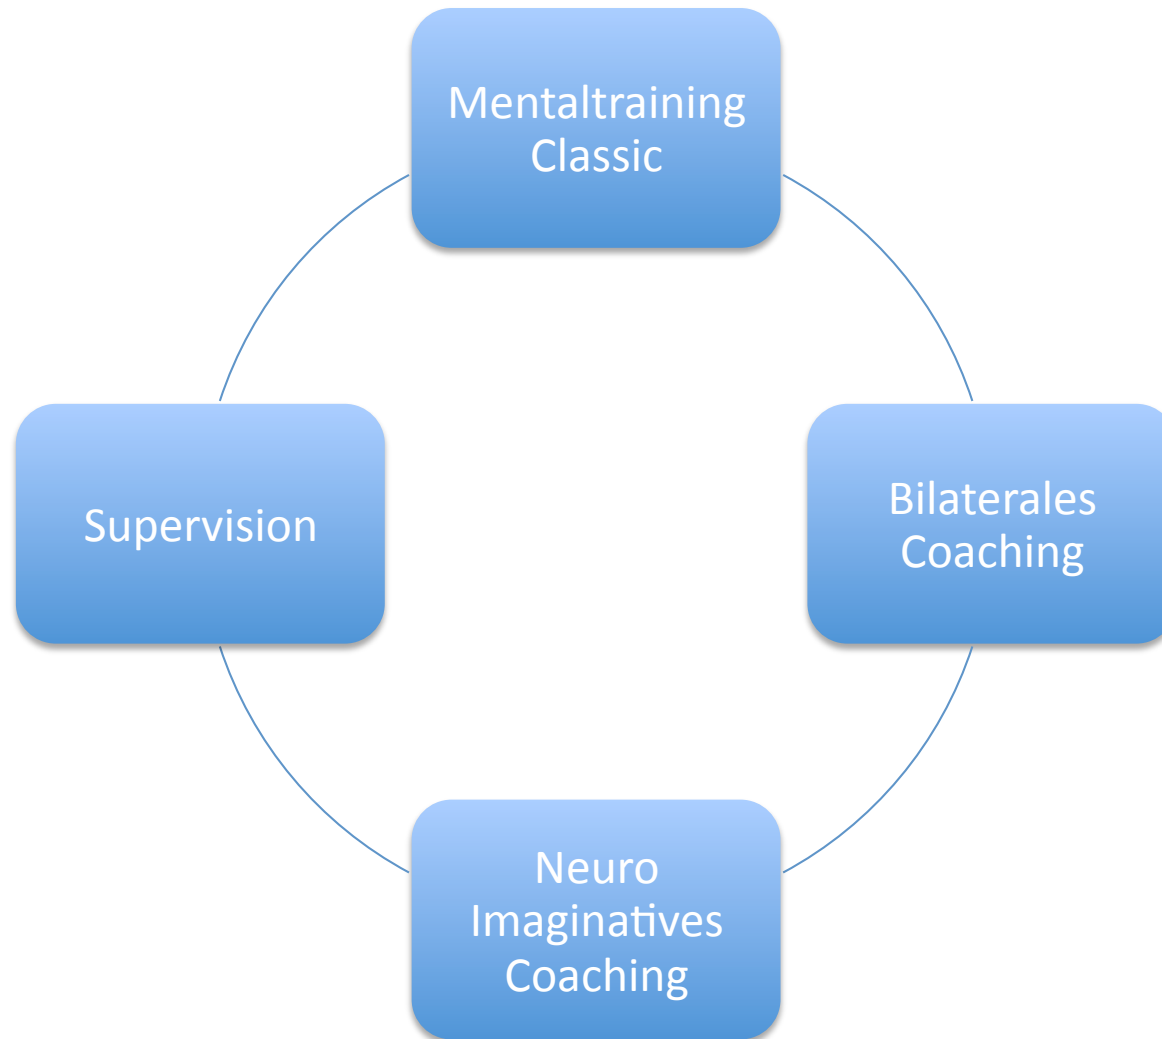 Mentaltraining
Classic
Supervision
Bilaterales
Coaching
Neuro
Imaginatives
Coaching